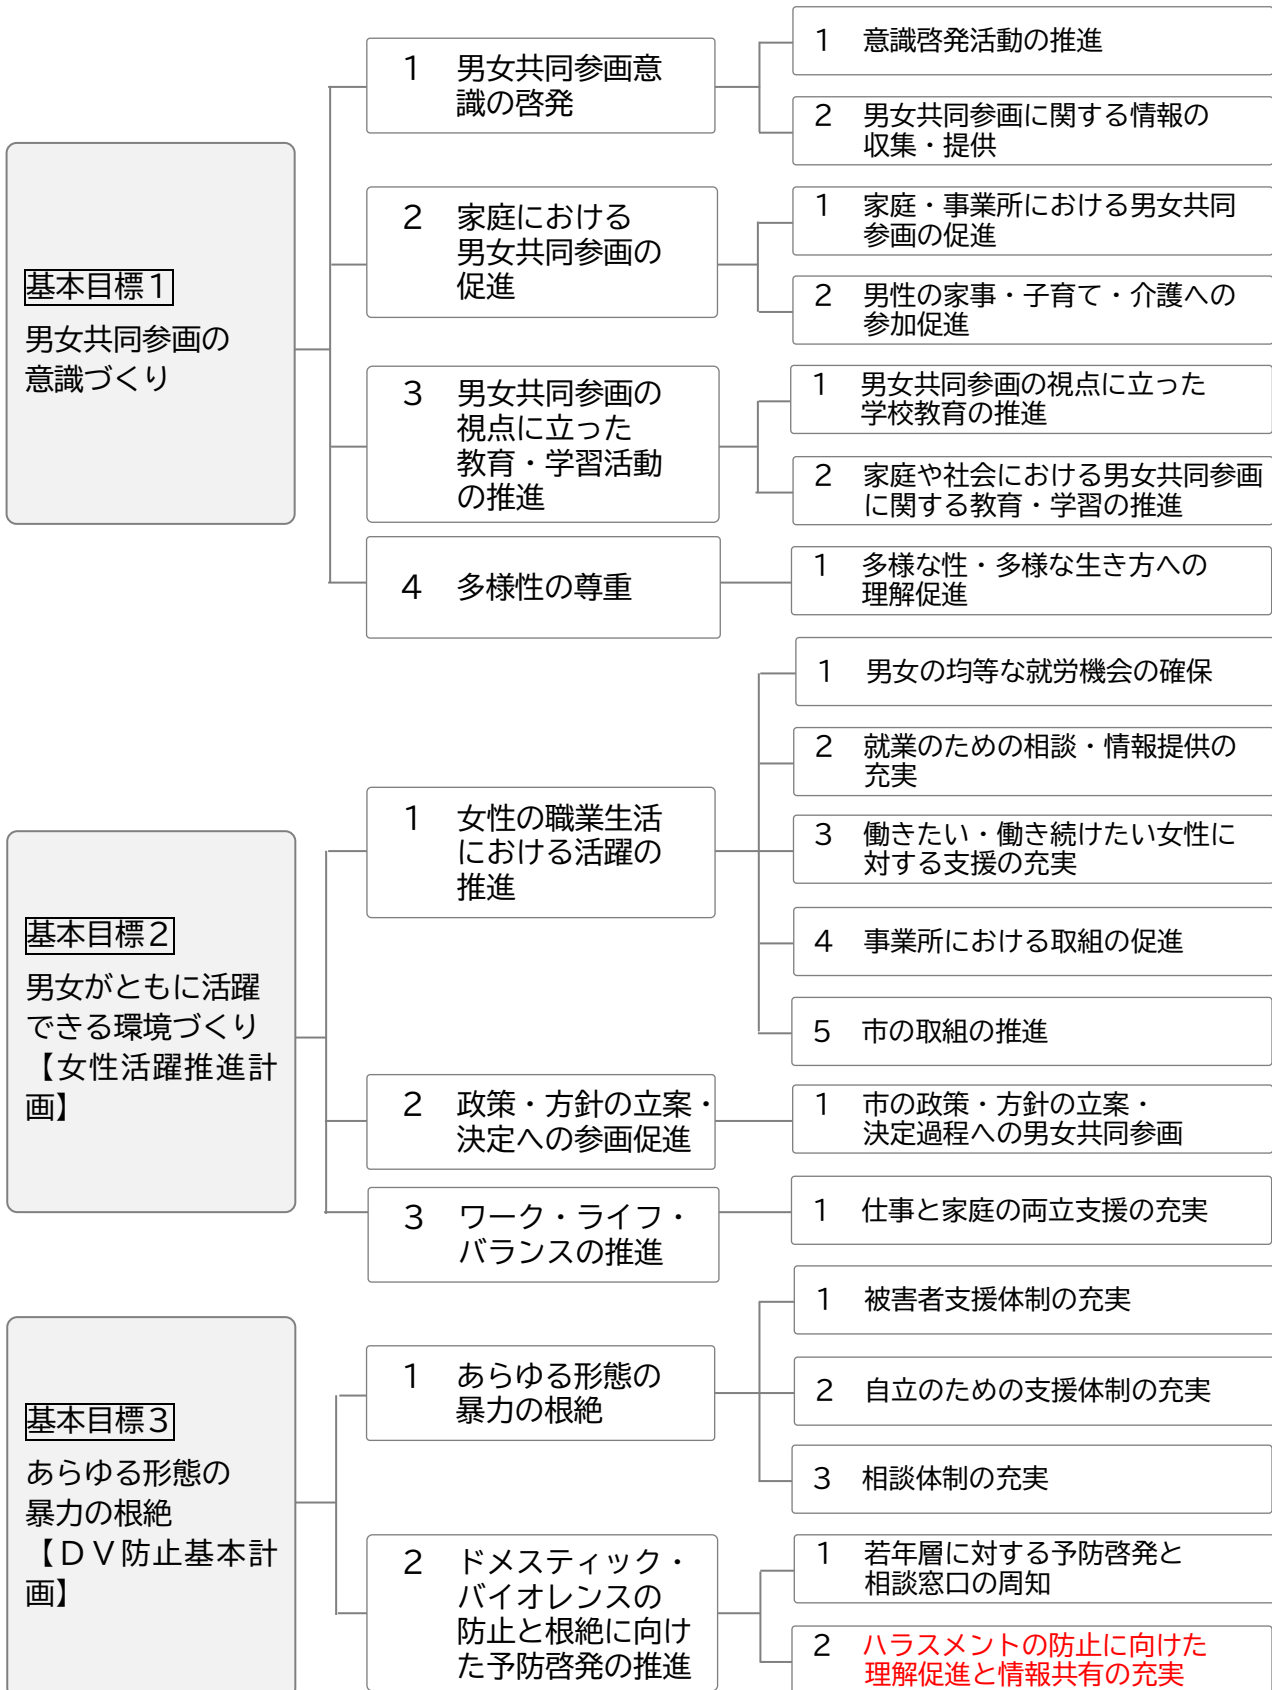 基本目標１
男女共同参画の
意識づくり
1 男女共同参画意
識の啓発
1 意識啓発活動の推進
2 男女共同参画に関する情報の
収集・提供
2 家庭における
男女共同参画の
促進
1 家庭・事業所における男女共同
参画の促進
2 男性の家事・子育て・介護への
参加促進
3 男女共同参画の
視点に立った
教育・学習活動
の推進
1 男女共同参画の視点に立った
学校教育の推進
2 家庭や社会における男女共同参画
に関する教育・学習の推進
4 多様性の尊重
1 多様な性・多様な生き方への
理解促進
基本目標２
男女がともに活躍
できる環境づくり
【女性活躍推進計
画】
1 女性の職業生活
における活躍の
推進
1 男女の均等な就労機会の確保
2 就業のための相談・情報提供の
充実
3 働きたい・働き続けたい女性に
対する支援の充実
4 事業所における取組の促進
5 市の取組の推進
2 政策・方針の立案・
決定への参画促進
1 市の政策・方針の立案・
決定過程への男女共同参画
3 ワーク・ライフ・
バランスの推進
1 仕事と家庭の両立支援の充実
基本目標３
あらゆる形態の
暴力の根絶
【ＤＶ防止基本計
画】
1 あらゆる形態の
暴力の根絶
1 被害者支援体制の充実
2 自立のための支援体制の充実
3 相談体制の充実
2 ドメスティック・
バイオレンスの
防止と根絶に向け
た予防啓発の推進
1 若年層に対する予防啓発と
相談窓口の周知
2 ハラスメントの防止に向けた
理解促進と情報共有の充実